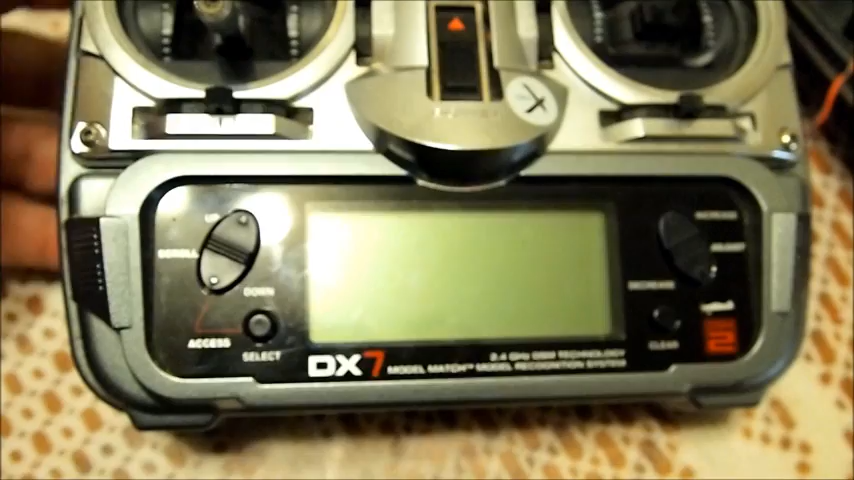 UP
SCROLL
DOWN
ACCESS
SELECT
INCREASE
ADJUST
DECREASE
CLEAR
DX7
2.4 GHz DSM TECHNOLOGY
MODEL MATCH™ MODEL RECOGNITION SYSTEM